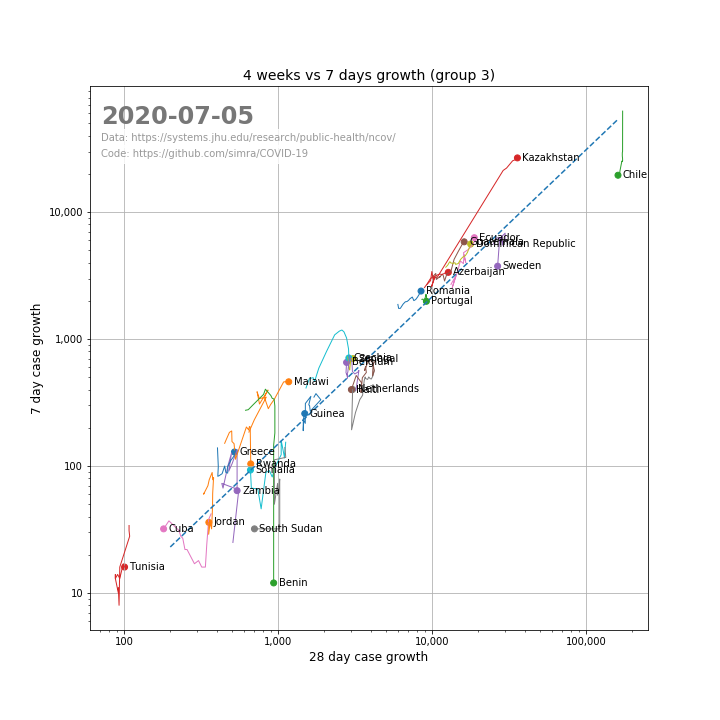 4 weeks vs 7 days growth (group 3)
2020-07-05
Data: https://systems.jhu.edu/research/public-health/ncov/
Code: https://github.com/simra/COVID-19
Kazakhstan
Chile
10,000
Ecuador
Dominican Republic
Sweden
Azerbaijan
Romania
Portugal
1,000
Belgium
Malawi
Netherlands
Haiti
Guinea
Greece
100
Rwanda
Somalia
Zambia
Jordan
Cuba
South Sudan
Tunisia
10
Benin
100
1,000
10,000
100,000
28 day case growth
7 day case growth